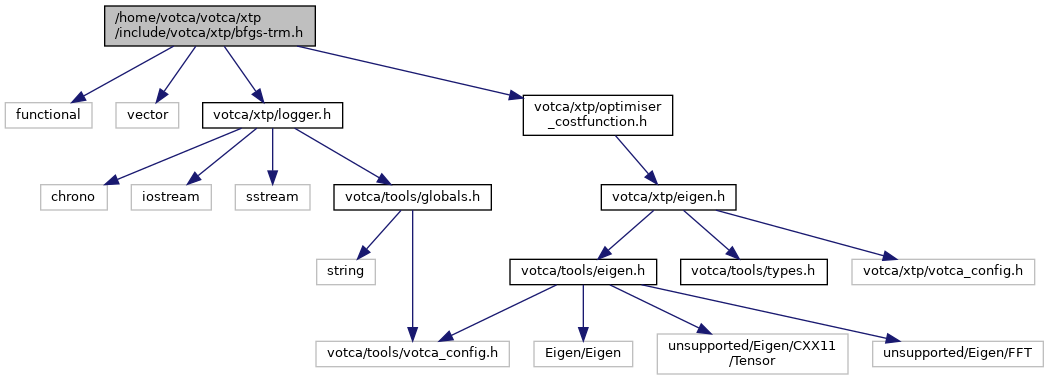 /home/votca/votca/xtp
/include/votca/xtp/bfgs-trm.h
functional
vector
votca/xtp/logger.h
votca/xtp/optimiser
_costfunction.h
chrono
iostream
sstream
votca/tools/globals.h
votca/xtp/eigen.h
string
votca/tools/eigen.h
votca/tools/types.h
votca/xtp/votca_config.h
votca/tools/votca_config.h
Eigen/Eigen
unsupported/Eigen/CXX11
/Tensor
unsupported/Eigen/FFT